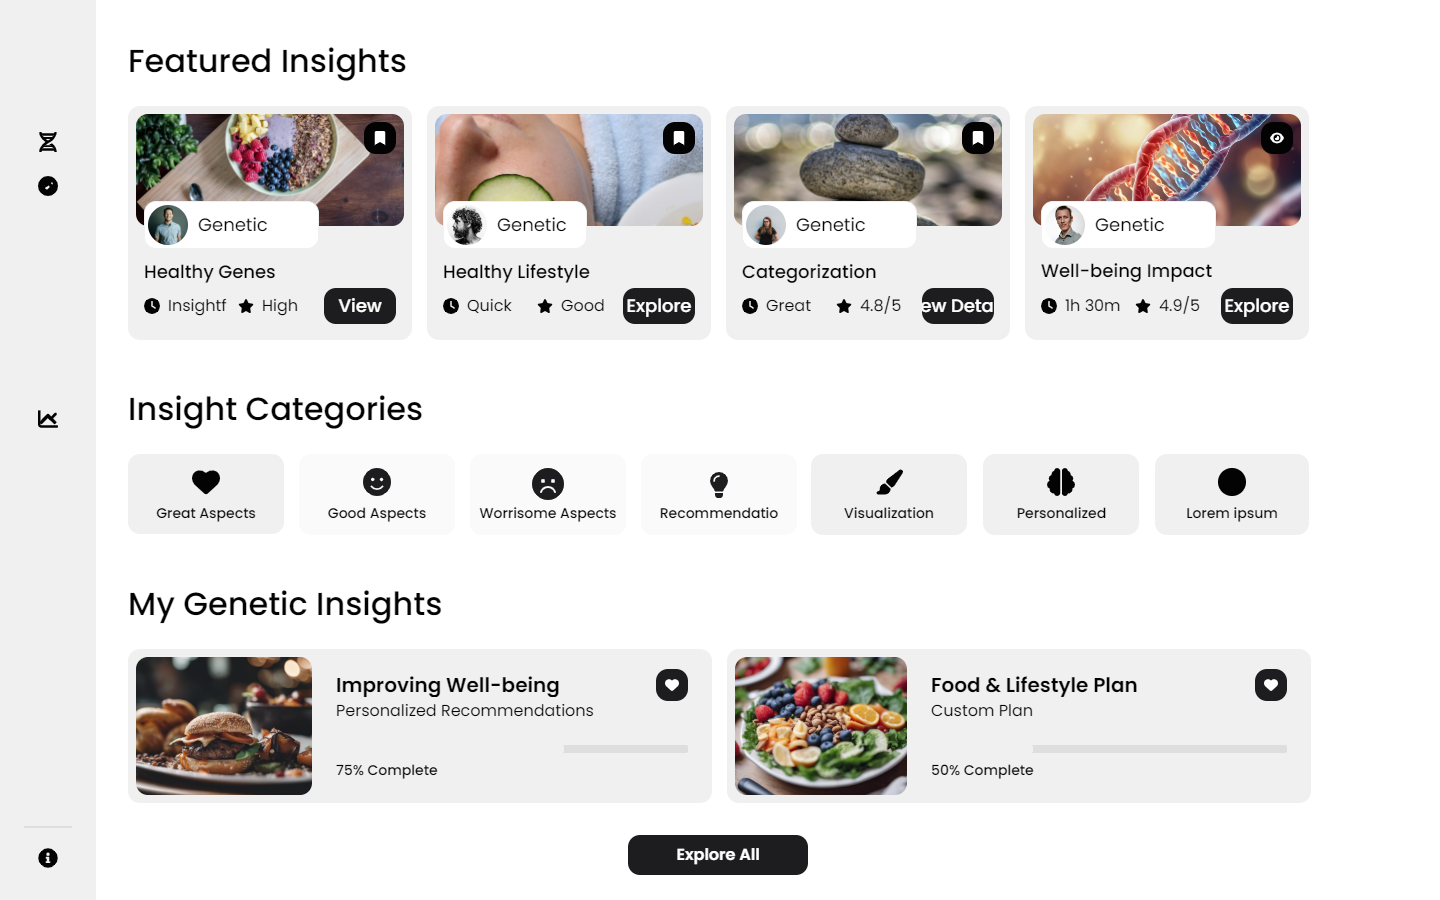 Featured Insights
Genetic
Healthy Genes
Insightf
High
View
Genetic
Healthy Lifestyle
Quick
Good
Explore
Genetic
Categorization
Great
4.8/5
ew Deta
Genetic
Well-being Impact
1h 30m
4.9/5
Explore
Insight Categories
Great Aspects
Good Aspects
Worrisome Aspects
Recommendatio
Visualization
Personalized
Lorem ipsum
My Genetic Insights
Improving Well-being
Personalized Recommendations
75% Complete
Food & Lifestyle Plan
Custom Plan
50% Complete
Explore All